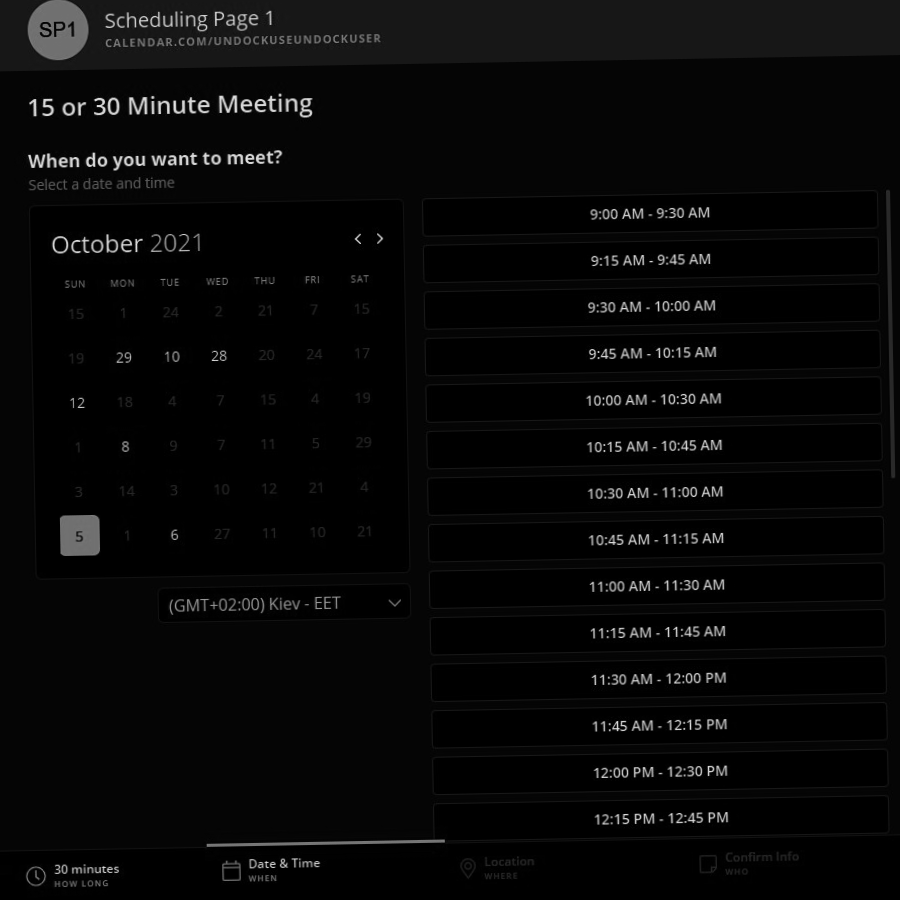 SP1
Scheduling Page 1
CALENDAR.COM/UNDOCKUSEUNDOCKUSER
15 or 30 Minute Meeting
When do you want to meet?
Select a date and time
October 2021
SUN MON TUE WED THU FRI SAT
15 1 24 2 21 7 15
19 29 10 28 20 24 17
12 18 4 7 15 4 19
1 8 9 7 11 5 29
3 14 3 10 12 21 4
5 1 6 27 11 10 21
(GMT+02:00) Kiev - EET
9:00 AM - 9:30 AM
9:15 AM - 9:45 AM
9:30 AM - 10:00 AM
9:45 AM - 10:15 AM
10:00 AM - 10:30 AM
10:15 AM - 10:45 AM
10:30 AM - 11:00 AM
10:45 AM - 11:15 AM
11:00 AM - 11:30 AM
11:15 AM - 11:45 AM
11:30 AM - 12:00 PM
11:45 AM - 12:15 PM
12:00 PM - 12:30 PM
12:15 PM - 12:45 PM
30 minutes
HOW LONG
Date & Time
WHEN
Location
WHERE
Confirm Info
WHO